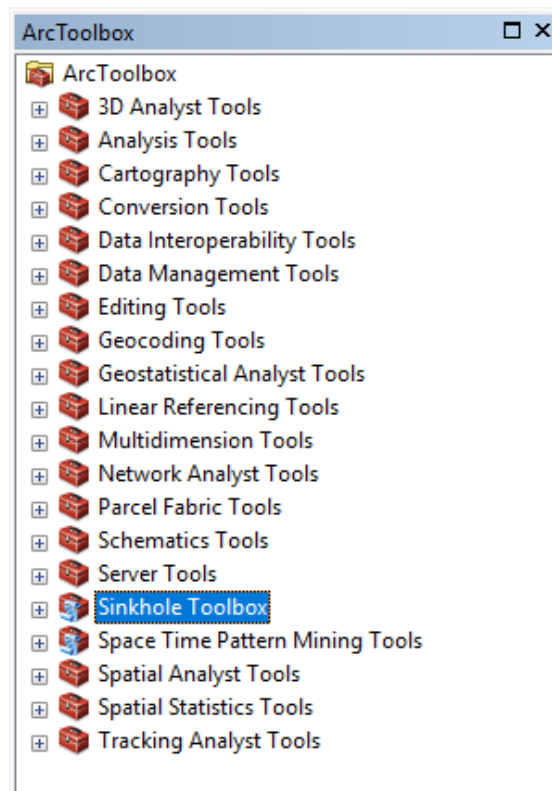 ArcToolbox
ArcToolbox
3D Analyst Tools
Analysis Tools
Cartography Tools
Conversion Tools
Data Interoperability Tools
Data Management Tools
Editing Tools
Geocoding Tools
Geostatistical Analyst Tools
Linear Referencing Tools
Multidimension Tools
Network Analyst Tools
Parcel Fabric Tools
Schematics Tools
Server Tools
Sinkhole Toolbox
Space Time Pattern Mining Tools
Spatial Analyst Tools
Spatial Statistics Tools
Tracking Analyst Tools